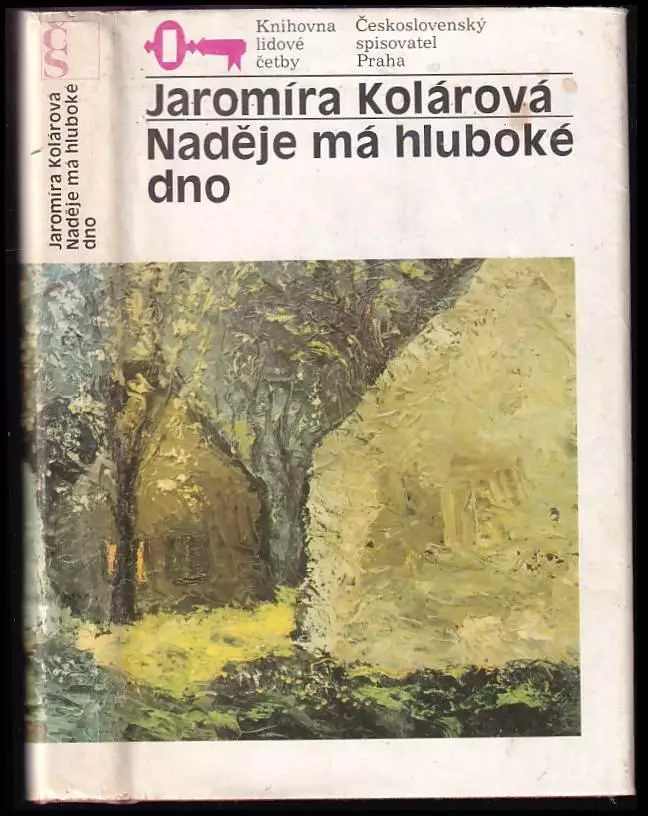 Knihovna
lidové
četby
Československý
spisovatel
Praha
Jaromíra Kolárová
Naděje má hluboké
dno
ČS
Jaromíra Kolárová
Naděje má hluboké
dno